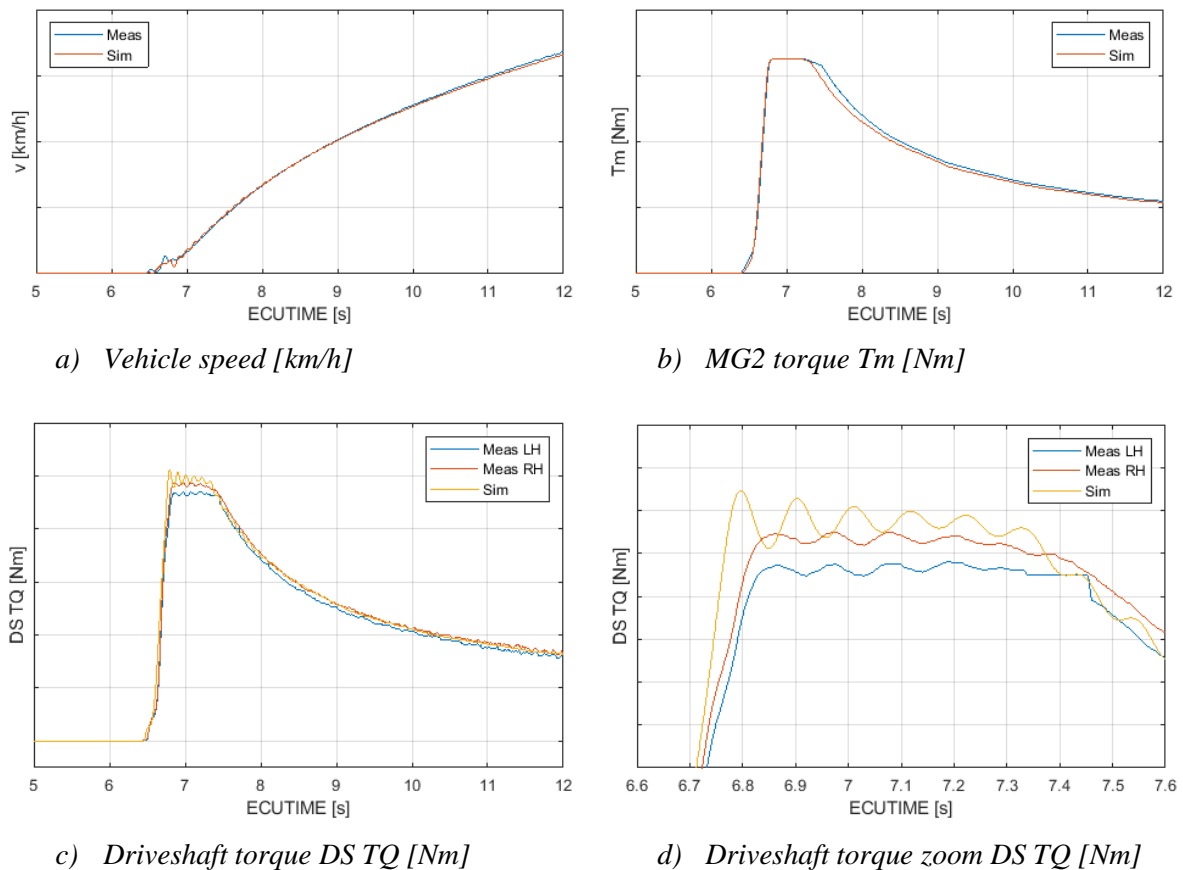 Meas
Sim
v [km/h]
5 6 7 8 9 10 11 12
ECUTIME [s]
a) Vehicle speed [km/h]
Meas
Sim
Tm [Nm]
5 6 7 8 9 10 11 12
ECUTIME [s]
b) MG2 torque Tm [Nm]
Meas LH
Meas RH
Sim
DS TQ [Nm]
5 6 7 8 9 10 11 12
ECUTIME [s]
c) Driveshaft torque DS TQ [Nm]
Meas LH
Meas RH
Sim
DS TQ [Nm]
6.6 6.7 6.8 6.9 7 7.1 7.2 7.3 7.4 7.5 7.6
ECUTIME [s]
d) Driveshaft torque zoom DS TQ [Nm]